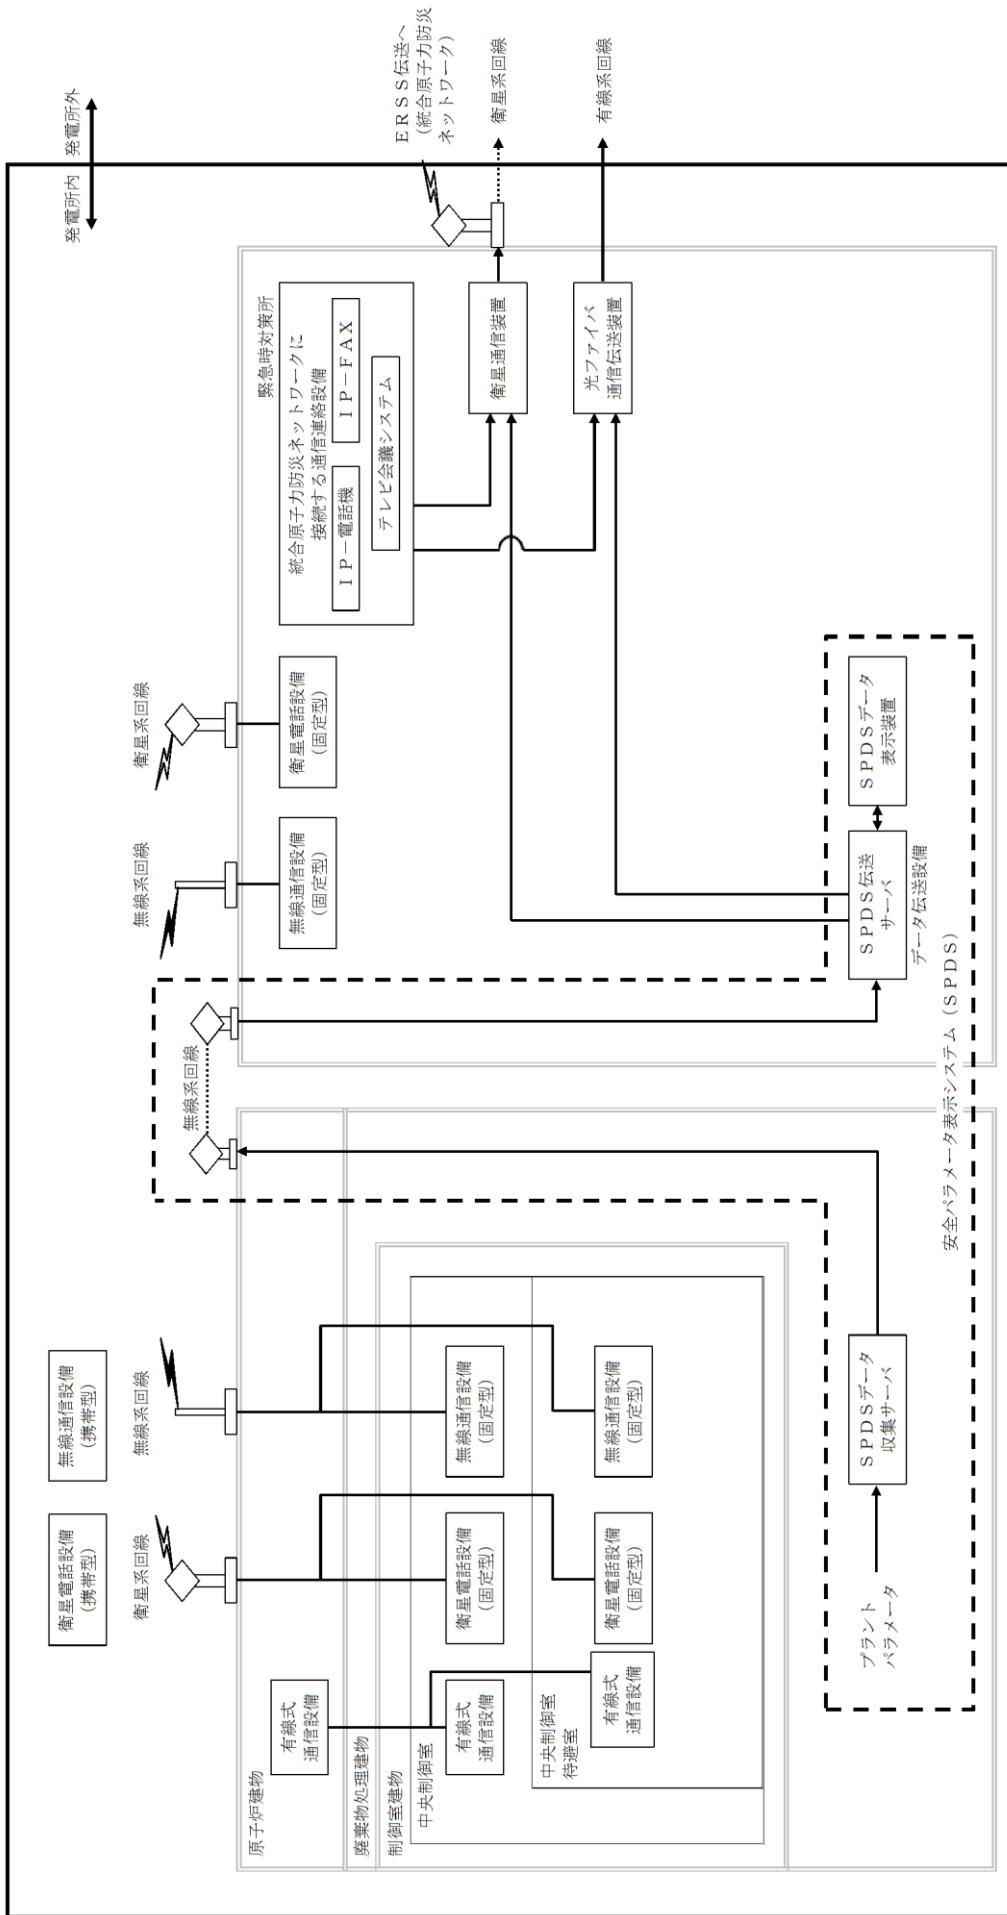 発電所内　発電所外
ＥＲＳＳ伝送へ
(統合原子力防災
ネットワーク)
衛星系回線
有線系回線
緊急時対策所
統合原子力防災ネットワークに
接続する通信連絡設備
ＩＰ－電話機
ＩＰ－ＦＡＸ
テレビ会議システム
衛星通信装置
光ファイバ
通信伝送装置
衛星系回線
衛星電話設備
(固定型)
無線系回線
無線通信設備
(固定型)
ＳＰＤＳデータ
表示装置
ＳＰＤＳ伝送
サーバ
データ伝送設備
無線系回線
安全パラメータ表示システム（ＳＰＤＳ）
無線通信設備
(携帯型)
無線系回線
衛星電話設備
(携帯型)
衛星系回線
無線通信設備
(固定型)
無線通信設備
(固定型)
衛星電話設備
(固定型)
衛星電話設備
(固定型)
有線式
通信設備
有線式
通信設備
有線式
通信設備
原子炉建物
廃棄物処理建物
制御室建物
中央制御室
中央制御室
待避室
ＳＰＤＳデータ
収集サーバ
プラント
パラメータ